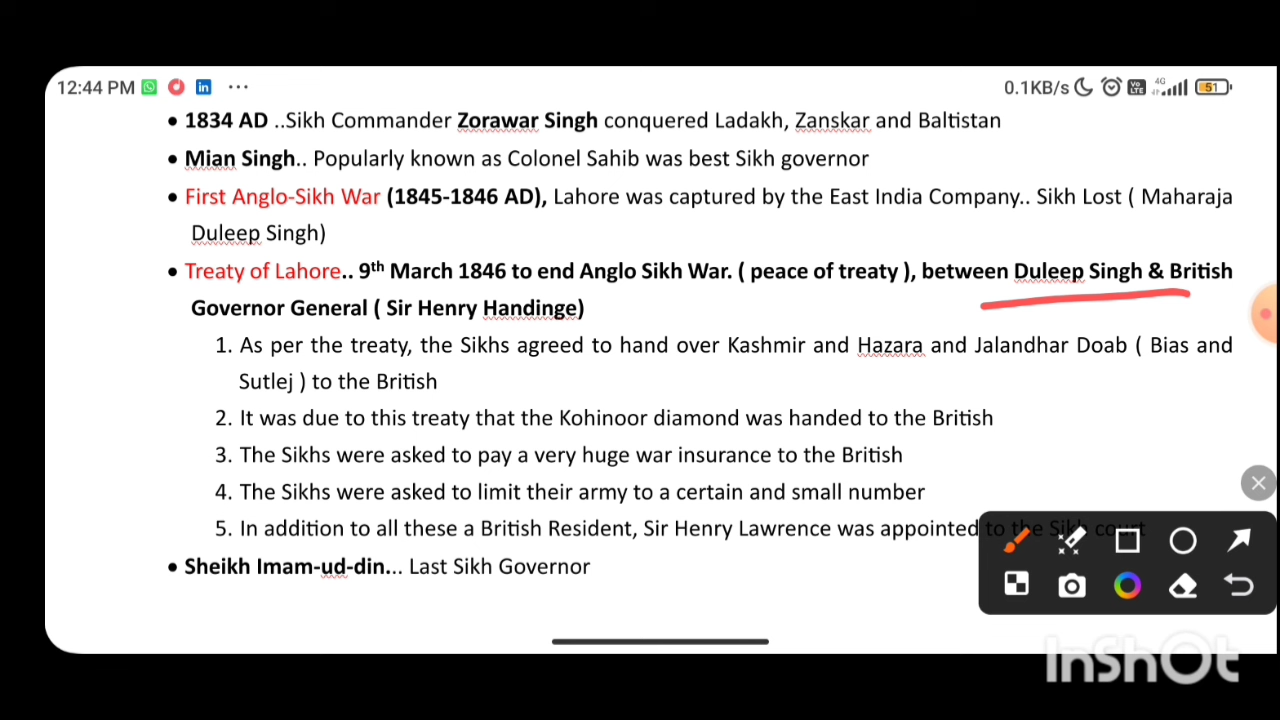 12:44 PM ... 0.1KB/s Vo LTE 4G 51
• 1834 AD ..Sikh Commander Zorawar Singh conquered Ladakh, Zanskar and Baltistan
• Mian Singh.. Popularly known as Colonel Sahib was best Sikh governor
• First Anglo-Sikh War (1845-1846 AD), Lahore was captured by the East India Company.. Sikh Lost ( Maharaja
Duleep Singh)
• Treaty of Lahore.. 9th March 1846 to end Anglo Sikh War. ( peace of treaty ), between Duleep Singh & British
Governor General ( Sir Henry Handinge)
1. As per the treaty, the Sikhs agreed to hand over Kashmir and Hazara and Jalandhar Doab ( Bias and
Sutlej ) to the British
2. It was due to this treaty that the Kohinoor diamond was handed to the British
3. The Sikhs were asked to pay a very huge war insurance to the British
4. The Sikhs were asked to limit their army to a certain and small number
5. In addition to all these a British Resident, Sir Henry Lawrence was appointed to the Sikh court
• Sheikh Imam-ud-din... Last Sikh Governor
InShOt